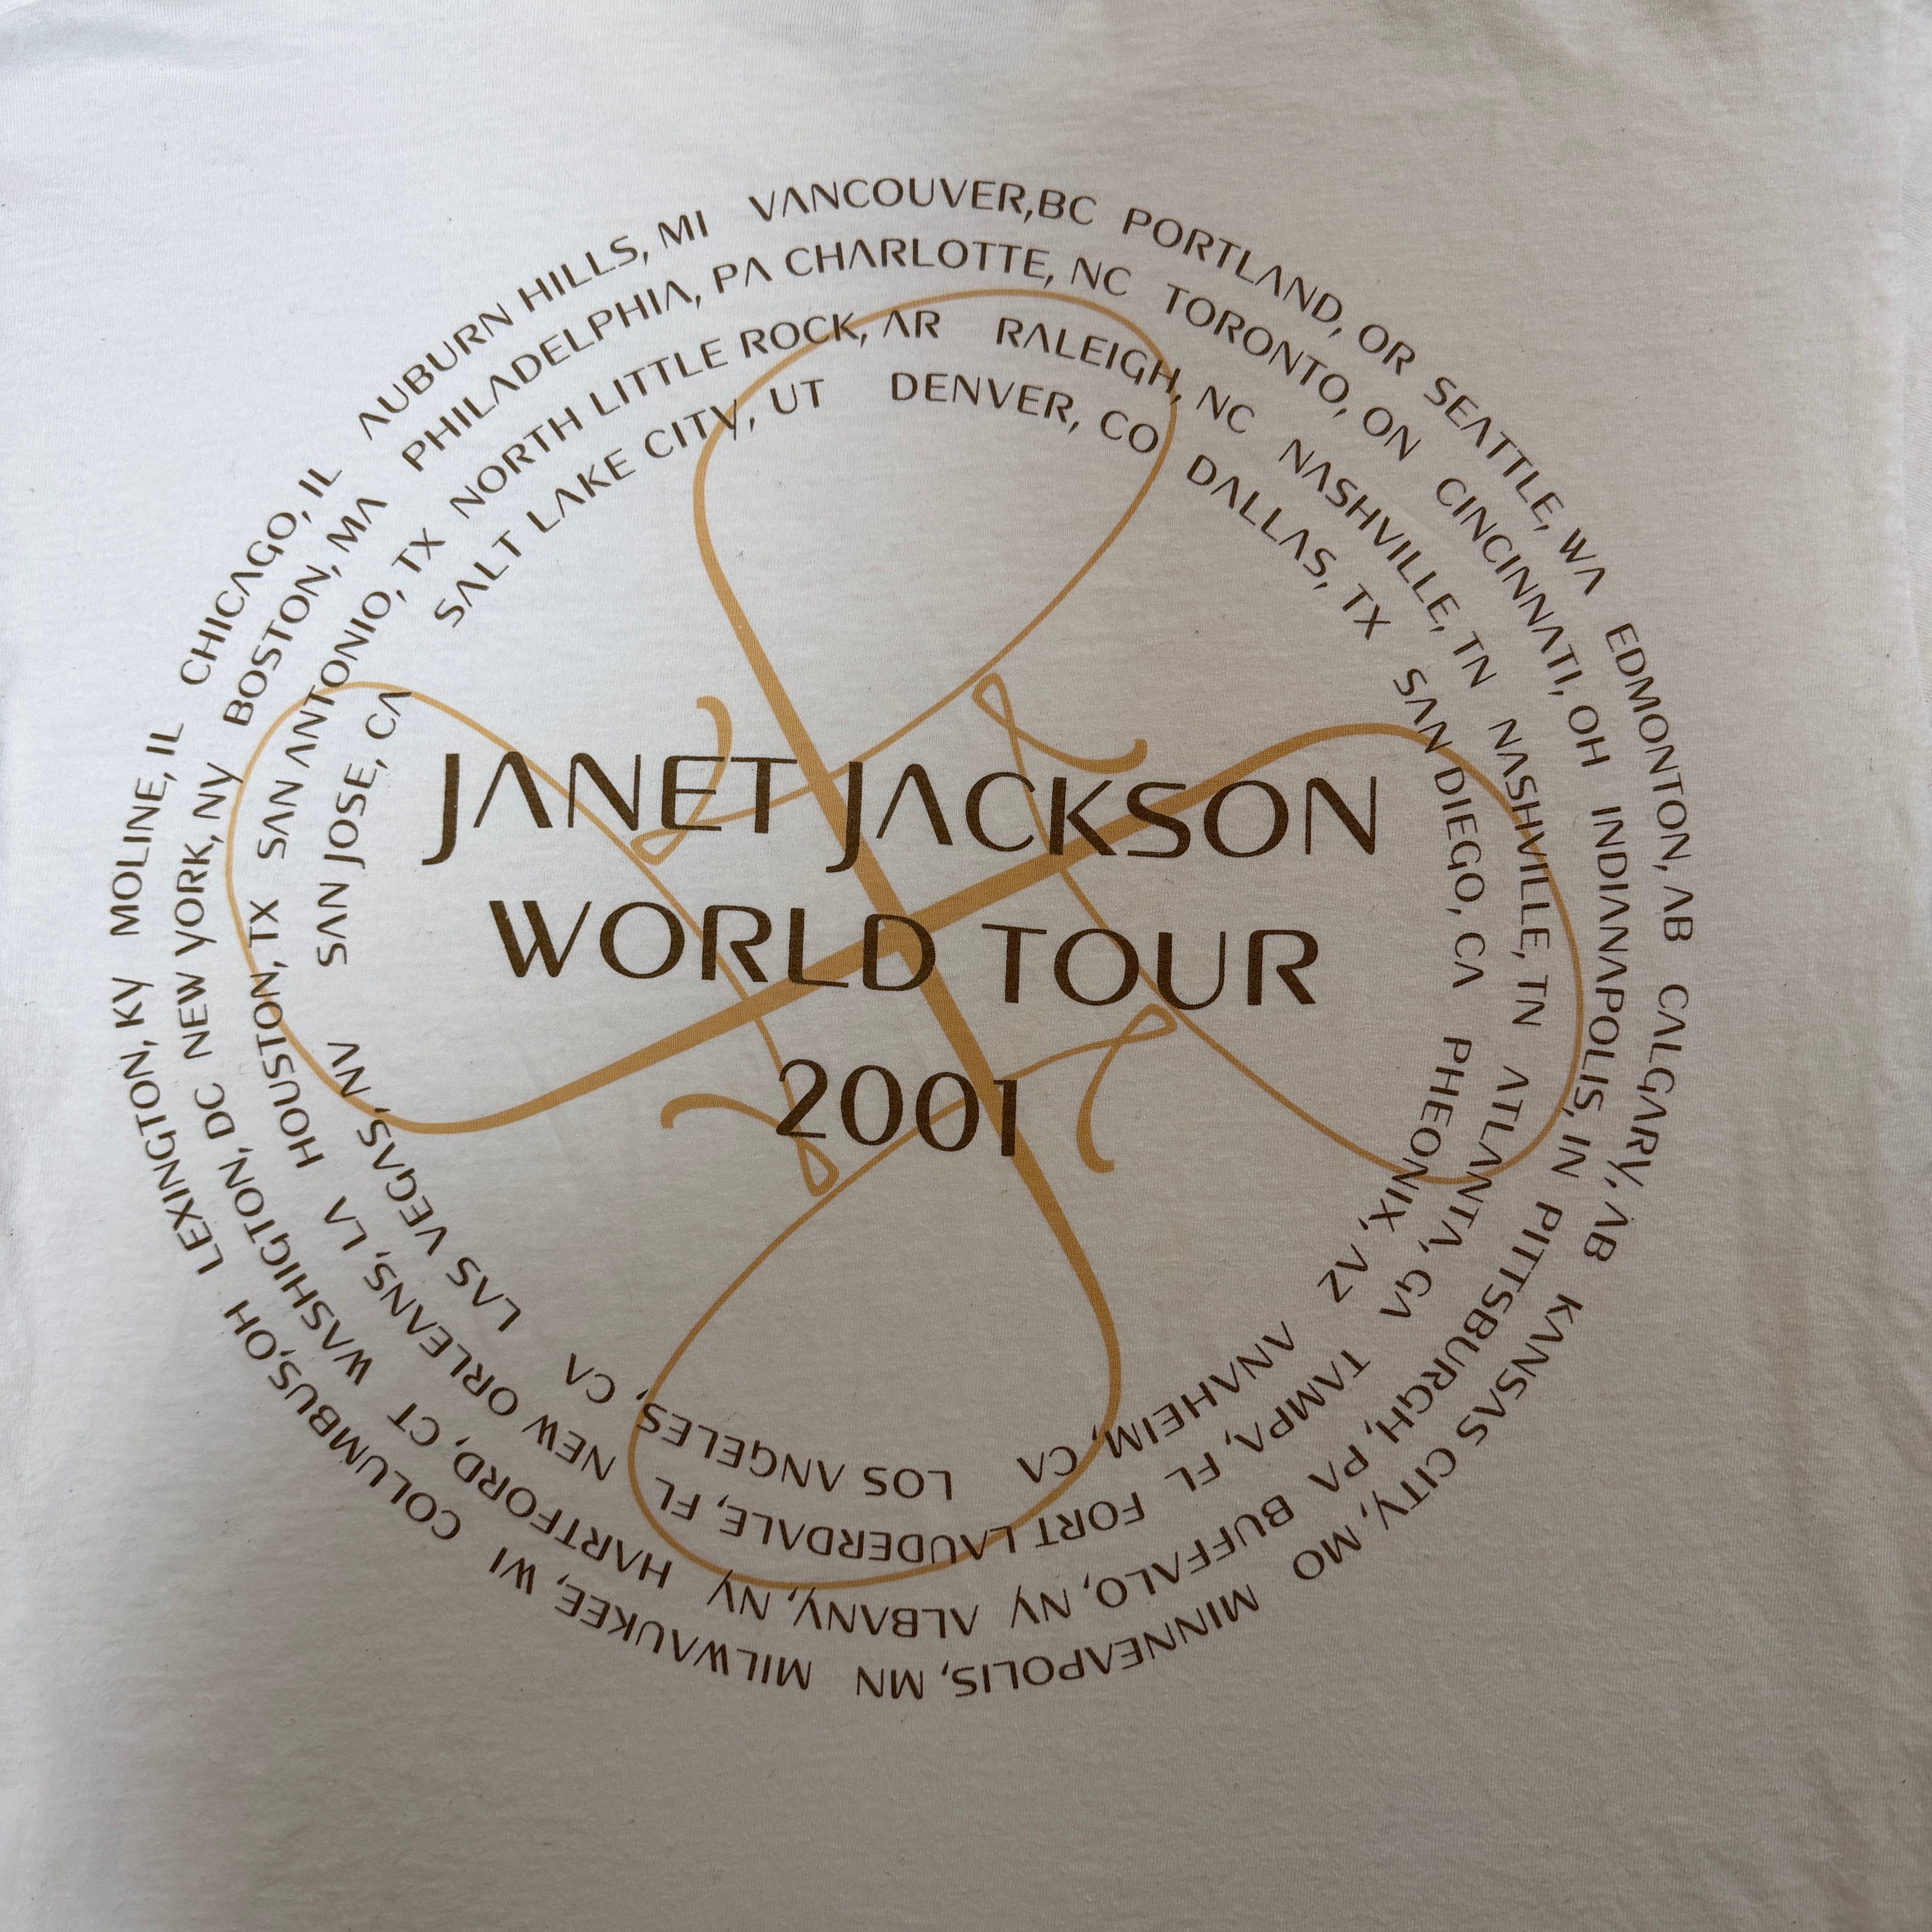 VANCOUVER,BC PORTLAND, OR SEATTLE, WA EDMONTON, AB CALGARY, AB KANSAS CITY, MO MINNEAPOLIS, MN MILWAUKEE, WI COLUMBUS,OH LEXINGTON, KY MOLINE, IL CHICAGO, IL AUBURN HILLS, MI
PHILADELPHIA, PA CHARLOTTE, NC TORONTO, ON CINCINNATI, OH INDIANAPOLIS, IN PITTSBURGH, PA BUFFALO, NY ALBANY, NY HARTFORD, CT WASHIGTON, DC NEW YORK, NY BOSTON, MA
NORTH LITTLE ROCK, AR RALEIGH, NC NASHVILLE, TN NASHVILLE, TN ATLANTA, GA TAMPA, FL FORT LAUDERDALE, FL NEW ORLEANS, LA HOUSTON, TX SAN ANTONIO, TX
SALT LAKE CITY, UT DENVER, CO DALLAS, TX SAN DIEGO, CA PHEONIX, AZ ANAHEIM, CA LOS ANGELES, CA LAS VEGAS, NV SAN JOSE, CA
JANET JACKSON
WORLD TOUR
2001